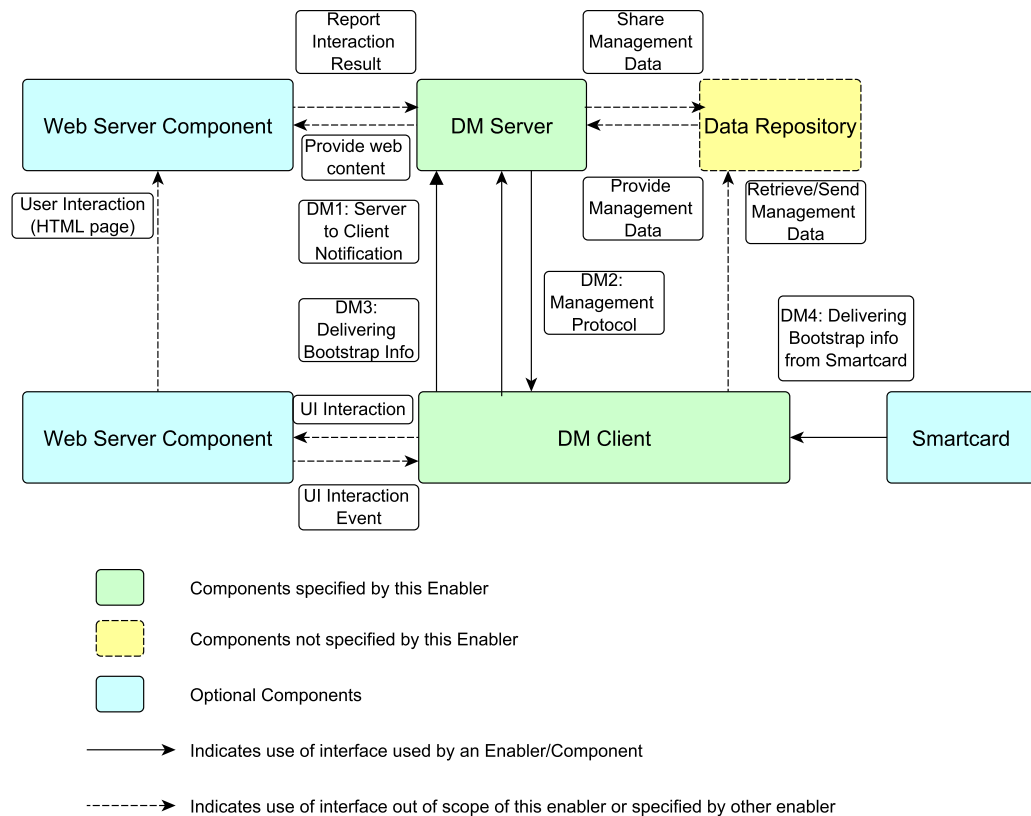 Report
Interaction
Result
Share
Management
Data
Web Server Component
DM Server
Data Repository
Provide web
content
User Interaction
(HTML page)
DM1: Server
to Client
Notification
Provide
Management
Data
Retrieve/Send
Management
Data
DM2:
Management
Protocol
DM3:
Delivering
Bootstrap Info
DM4: Delivering
Bootstrap info
from Smartcard
UI Interaction
Web Server Component
DM Client
Smartcard
UI Interaction
Event
Components specified by this Enabler
Components not specified by this Enabler
Optional Components
Indicates use of interface used by an Enabler/Component
Indicates use of interface out of scope of this enabler or specified by other enabler